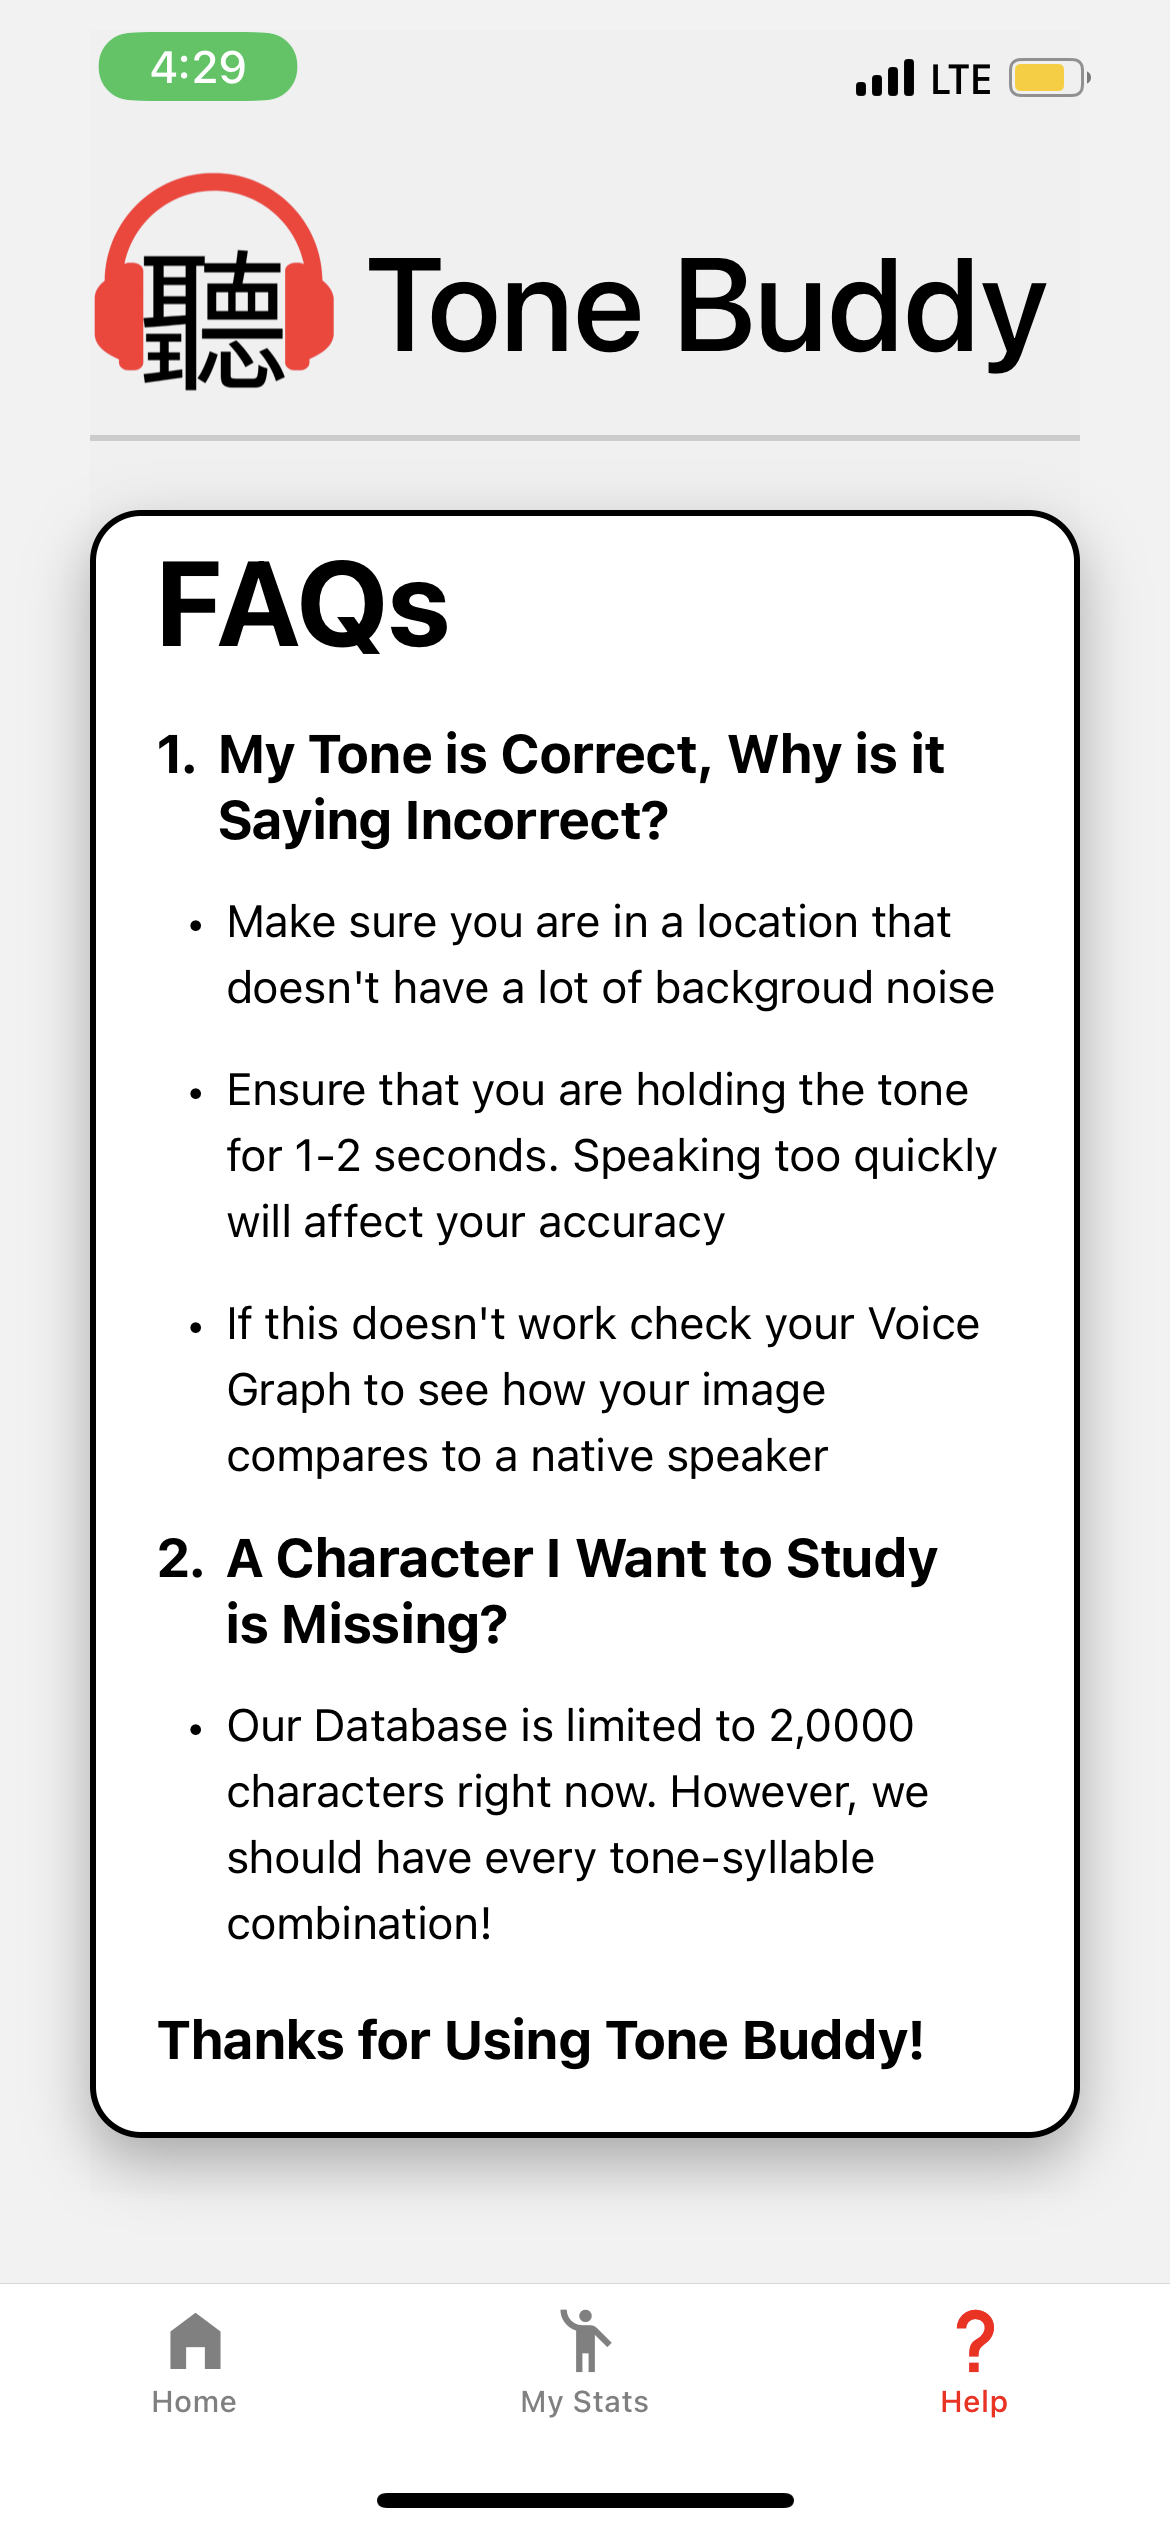 4:29
LTE
聽 Tone Buddy
FAQs
1. My Tone is Correct, Why is it
Saying Incorrect?
• Make sure you are in a location that
doesn't have a lot of backgroud noise
• Ensure that you are holding the tone
for 1-2 seconds. Speaking too quickly
will affect your accuracy
• If this doesn't work check your Voice
Graph to see how your image
compares to a native speaker
2. A Character I Want to Study
is Missing?
• Our Database is limited to 2,0000
characters right now. However, we
should have every tone-syllable
combination!
Thanks for Using Tone Buddy!
Home
My Stats
Help